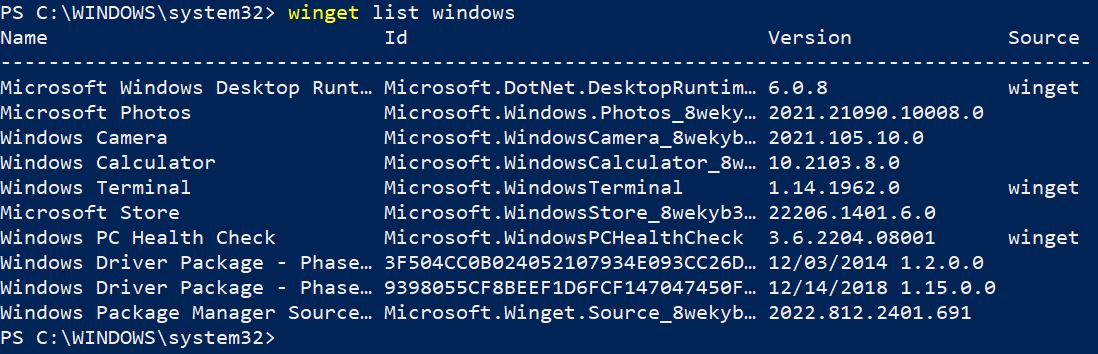 PS C:\WINDOWS\system32> winget list windows
Name Id Version Source
-------------------------------------------------------------------------------------------
Microsoft Windows Desktop Runt… Microsoft.DotNet.DesktopRuntim… 6.0.8 winget
Microsoft Photos Microsoft.Windows.Photos_8weky… 2021.21090.10008.0
Windows Camera Microsoft.WindowsCamera_8wekyb… 2021.105.10.0
Windows Calculator Microsoft.WindowsCalculator_8w… 10.2103.8.0
Windows Terminal Microsoft.WindowsTerminal 1.14.1962.0 winget
Microsoft Store Microsoft.WindowsStore_8wekyb3… 22206.1401.6.0
Windows PC Health Check Microsoft.WindowsPCHealthCheck 3.6.2204.08001 winget
Windows Driver Package - Phase… 3F504CC0B024052107934E093CC26D… 12/03/2014 1.2.0.0
Windows Driver Package - Phase… 9398055CF8BEEF1D6FCF147047450F… 12/14/2018 1.15.0.0
Windows Package Manager Source… Microsoft.Winget.Source_8wekyb… 2022.812.2401.691
PS C:\WINDOWS\system32>